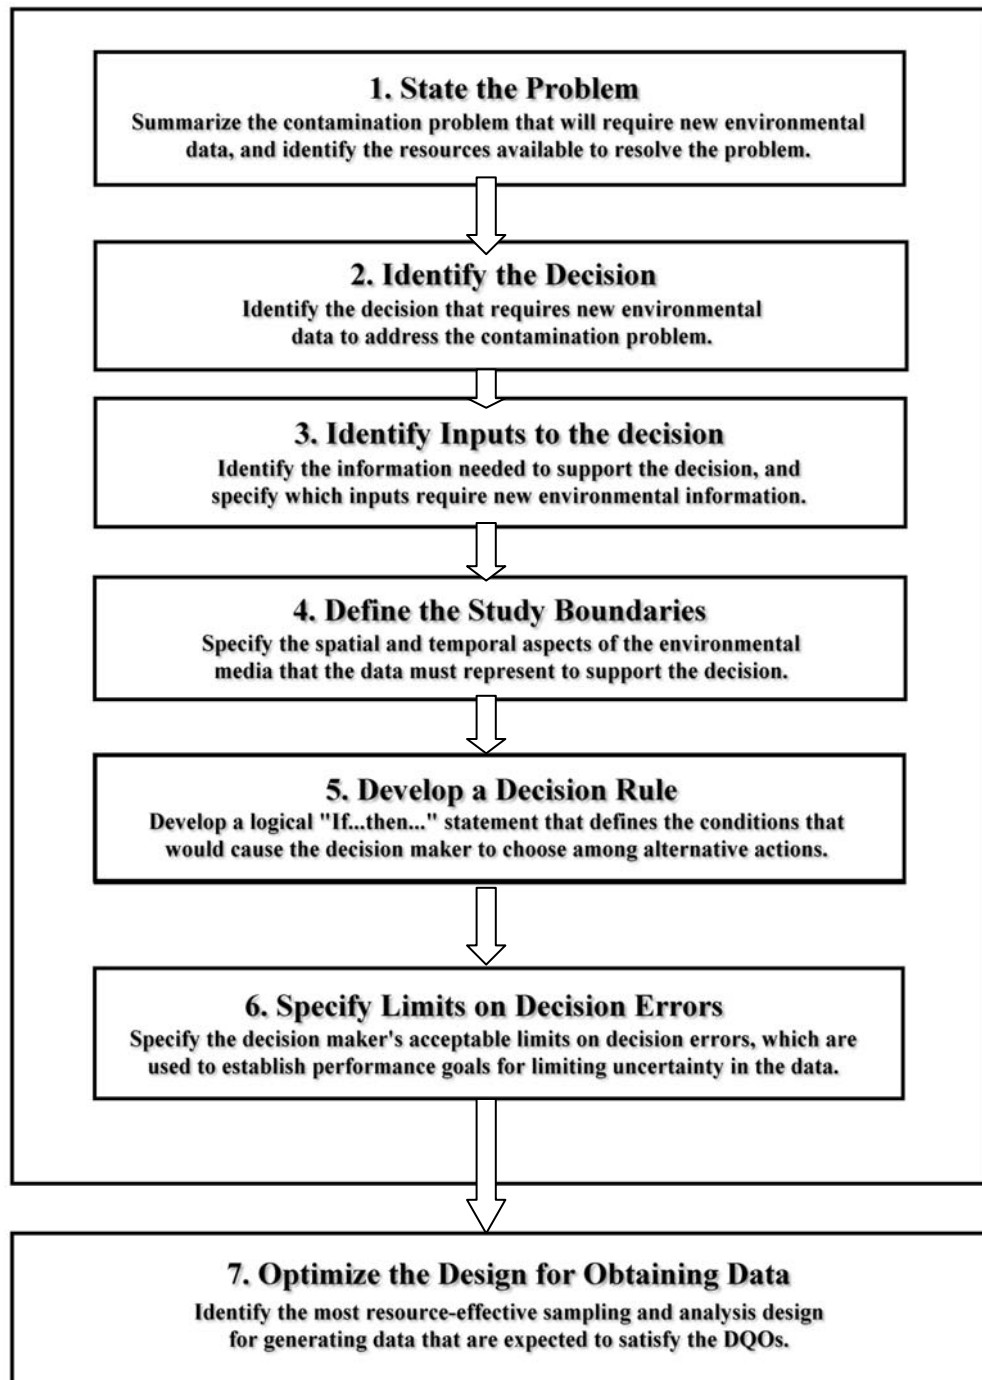 1. State the Problem
Summarize the contamination problem that will require new environmental
data, and identify the resources available to resolve the problem.
2. Identify the Decision
Identify the decision that requires new environmental
data to address the contamination problem.
3. Identify Inputs to the decision
Identify the information needed to support the decision, and
specify which inputs require new environmental information.
4. Define the Study Boundaries
Specify the spatial and temporal aspects of the environmental
media that the data must represent to support the decision.
5. Develop a Decision Rule
Develop a logical "If...then..." statement that defines the conditions that
would cause the decision maker to choose among alternative actions.
6. Specify Limits on Decision Errors
Specify the decision maker's acceptable limits on decision errors, which are
used to establish performance goals for limiting uncertainty in the data.
7. Optimize the Design for Obtaining Data
Identify the most resource-effective sampling and analysis design
for generating data that are expected to satisfy the DQOs.